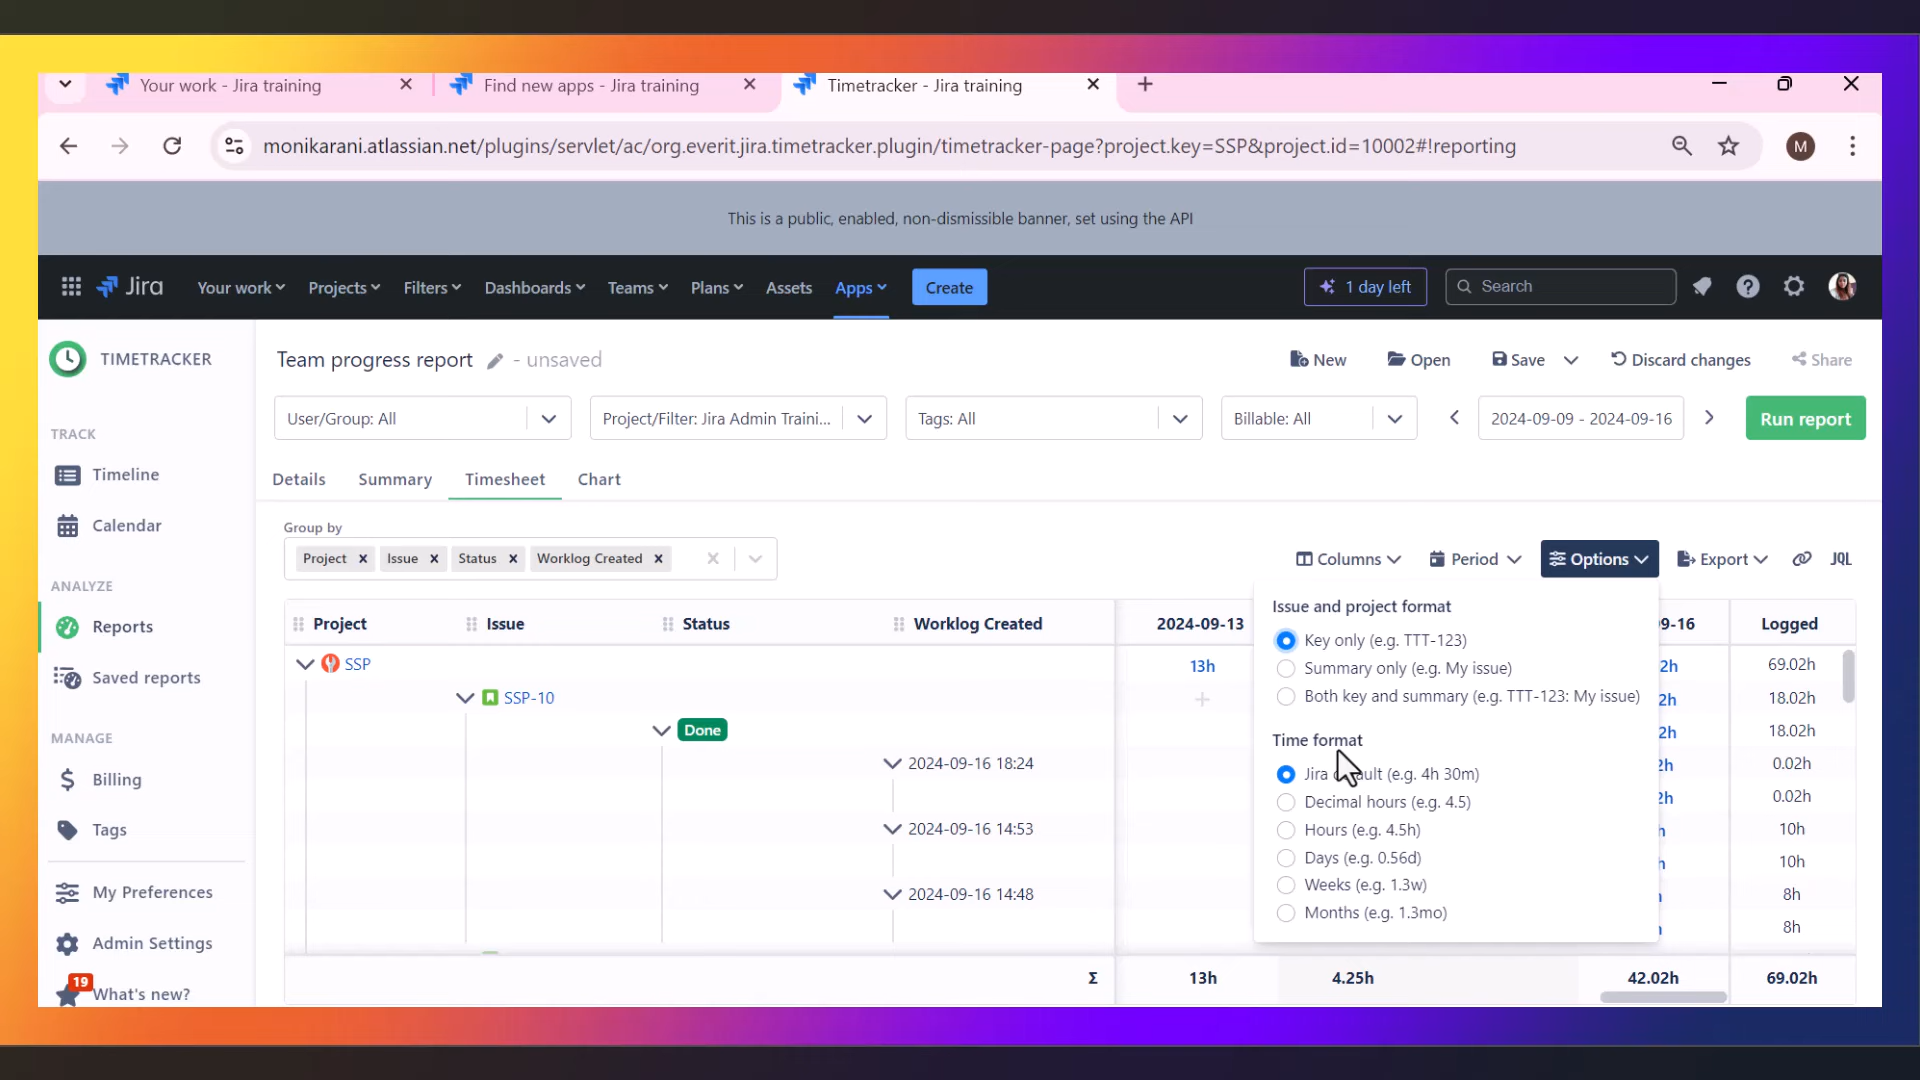 Your work - Jira training
Find new apps - Jira training
Timetracker - Jira training
monikarani.atlassian.net/plugins/servlet/ac/org.everit.jira.timetracker.plugin/timetracker-page?project.key=SSP&project.id=10002#!reporting
M
This is a public, enabled, non-dismissible banner, set using the API
Jira
Your work
Projects
Filters
Dashboards
Teams
Plans
Assets
Apps
Create
1 day left
Search
TIMETRACKER
Team progress report - unsaved
New
Open
Save
Discard changes
Share
User/Group: All
Project/Filter: Jira Admin Traini...
Tags: All
Billable: All
2024-09-09 - 2024-09-16
Run report
TRACK
Timeline
Calendar
ANALYZE
Reports
Saved reports
MANAGE
Billing
Tags
My Preferences
Admin Settings
19
What's new?
Details
Summary
Timesheet
Chart
Group by
Project
Issue
Status
Worklog Created
Columns
Period
Options
Export
JQL
Project
Issue
Status
Worklog Created
2024-09-13
9-16
Logged
SSP
13h
2h
69.02h
SSP-10
2h
18.02h
Done
2h
18.02h
2024-09-16 18:24
2h
0.02h
2h
0.02h
2024-09-16 14:53
10h
10h
2024-09-16 14:48
8h
8h
Issue and project format
Key only (e.g. TTT-123)
Summary only (e.g. My issue)
Both key and summary (e.g. TTT-123: My issue)
Time format
Jira default (e.g. 4h 30m)
Decimal hours (e.g. 4.5)
Hours (e.g. 4.5h)
Days (e.g. 0.56d)
Weeks (e.g. 1.3w)
Months (e.g. 1.3mo)
Σ
13h
4.25h
42.02h
69.02h